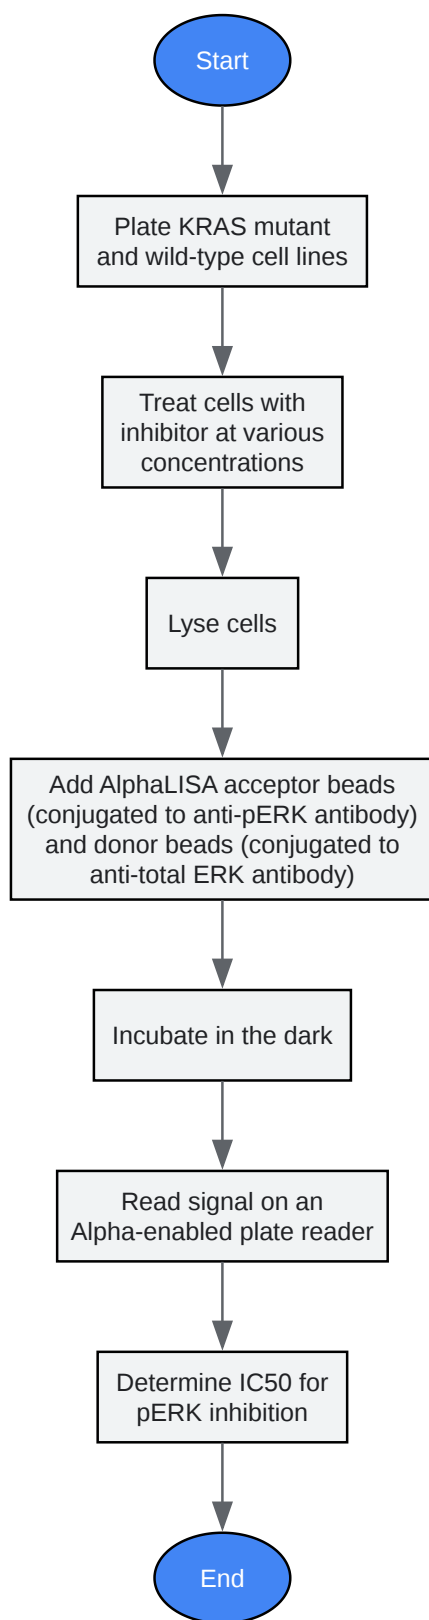 Start
Plate KRAS mutant
and wild-type cell lines
Treat cells with
inhibitor at various
concentrations
Lyse cells
Add AlphaLISA acceptor beads
(conjugated to anti-pERK antibody)
and donor beads (conjugated to
anti-total ERK antibody)
Incubate in the dark
Read signal on an
Alpha-enabled plate reader
Determine IC50 for
pERK inhibition
End